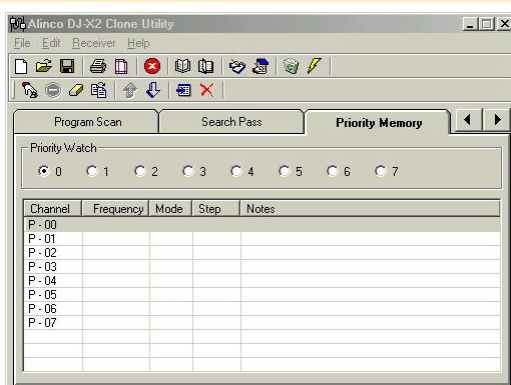 Alinco DJ-X2 Clone Utility
File Edit Receiver Help
Program Scan Search Pass Priority Memory
Priority Watch
0 1 2 3 4 5 6 7
Channel Frequency Mode Step Notes
P - 00
P - 01
P - 02
P - 03
P - 04
P - 05
P - 06
P - 07